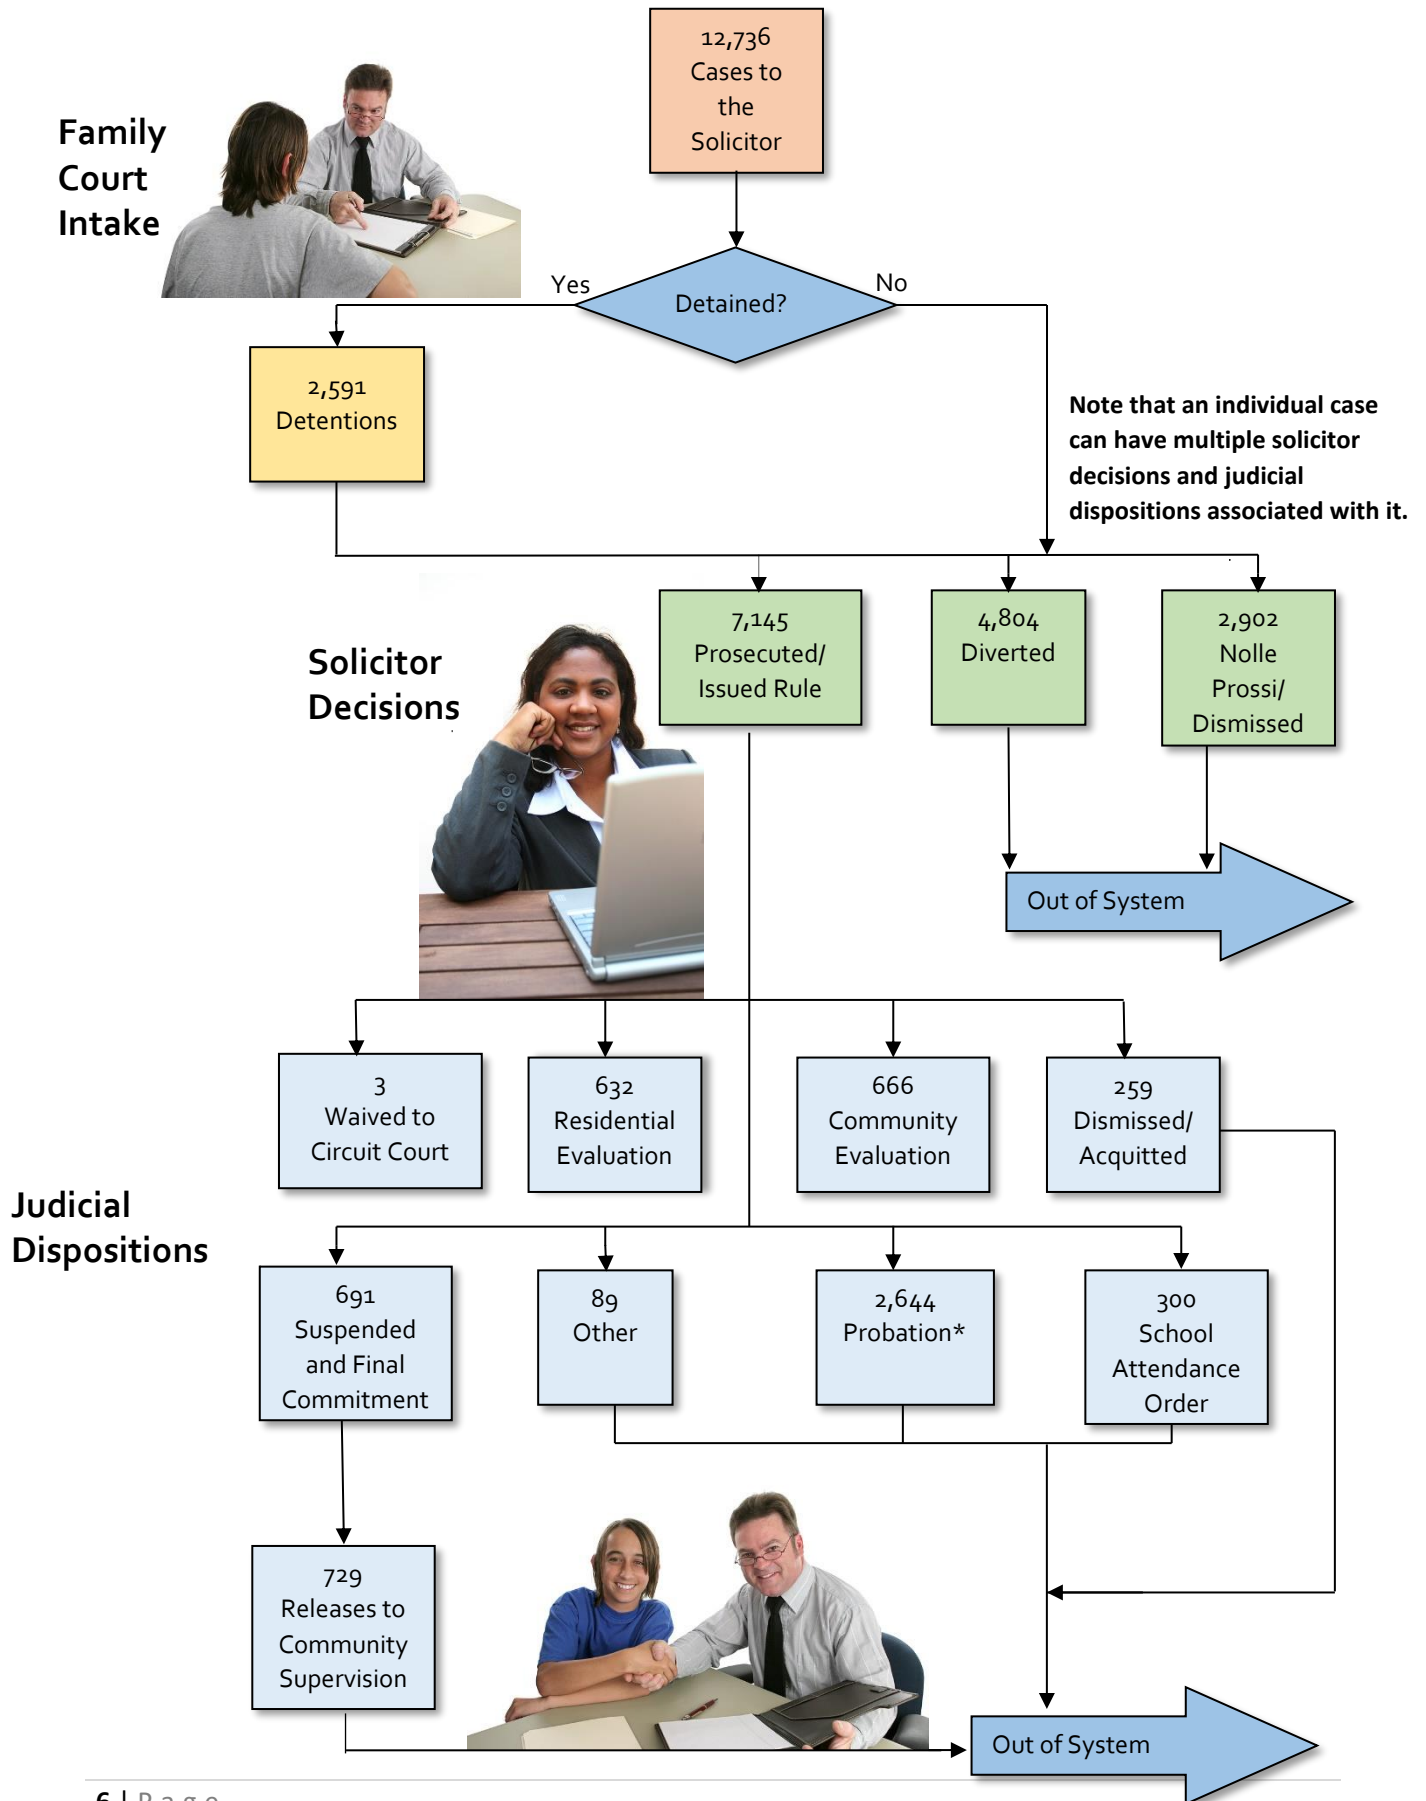 12,736
Cases to
the
Solicitor
Family
Court
Intake
Yes
No
Detained?
2,591
Detentions
Note that an individual case
can have multiple solicitor
decisions and judicial
dispositions associated with it.
Solicitor
Decisions
7,145
Prosecuted/
Issued Rule
4,804
Diverted
2,902
Nolle
Prossi/
Dismissed
Out of System
3
Waived to
Circuit Court
632
Residential
Evaluation
666
Community
Evaluation
259
Dismissed/
Acquitted
Judicial
Dispositions
691
Suspended
and Final
Commitment
89
Other
2,644
Probation*
300
School
Attendance
Order
729
Releases to
Community
Supervision
Out of System
6 | Page